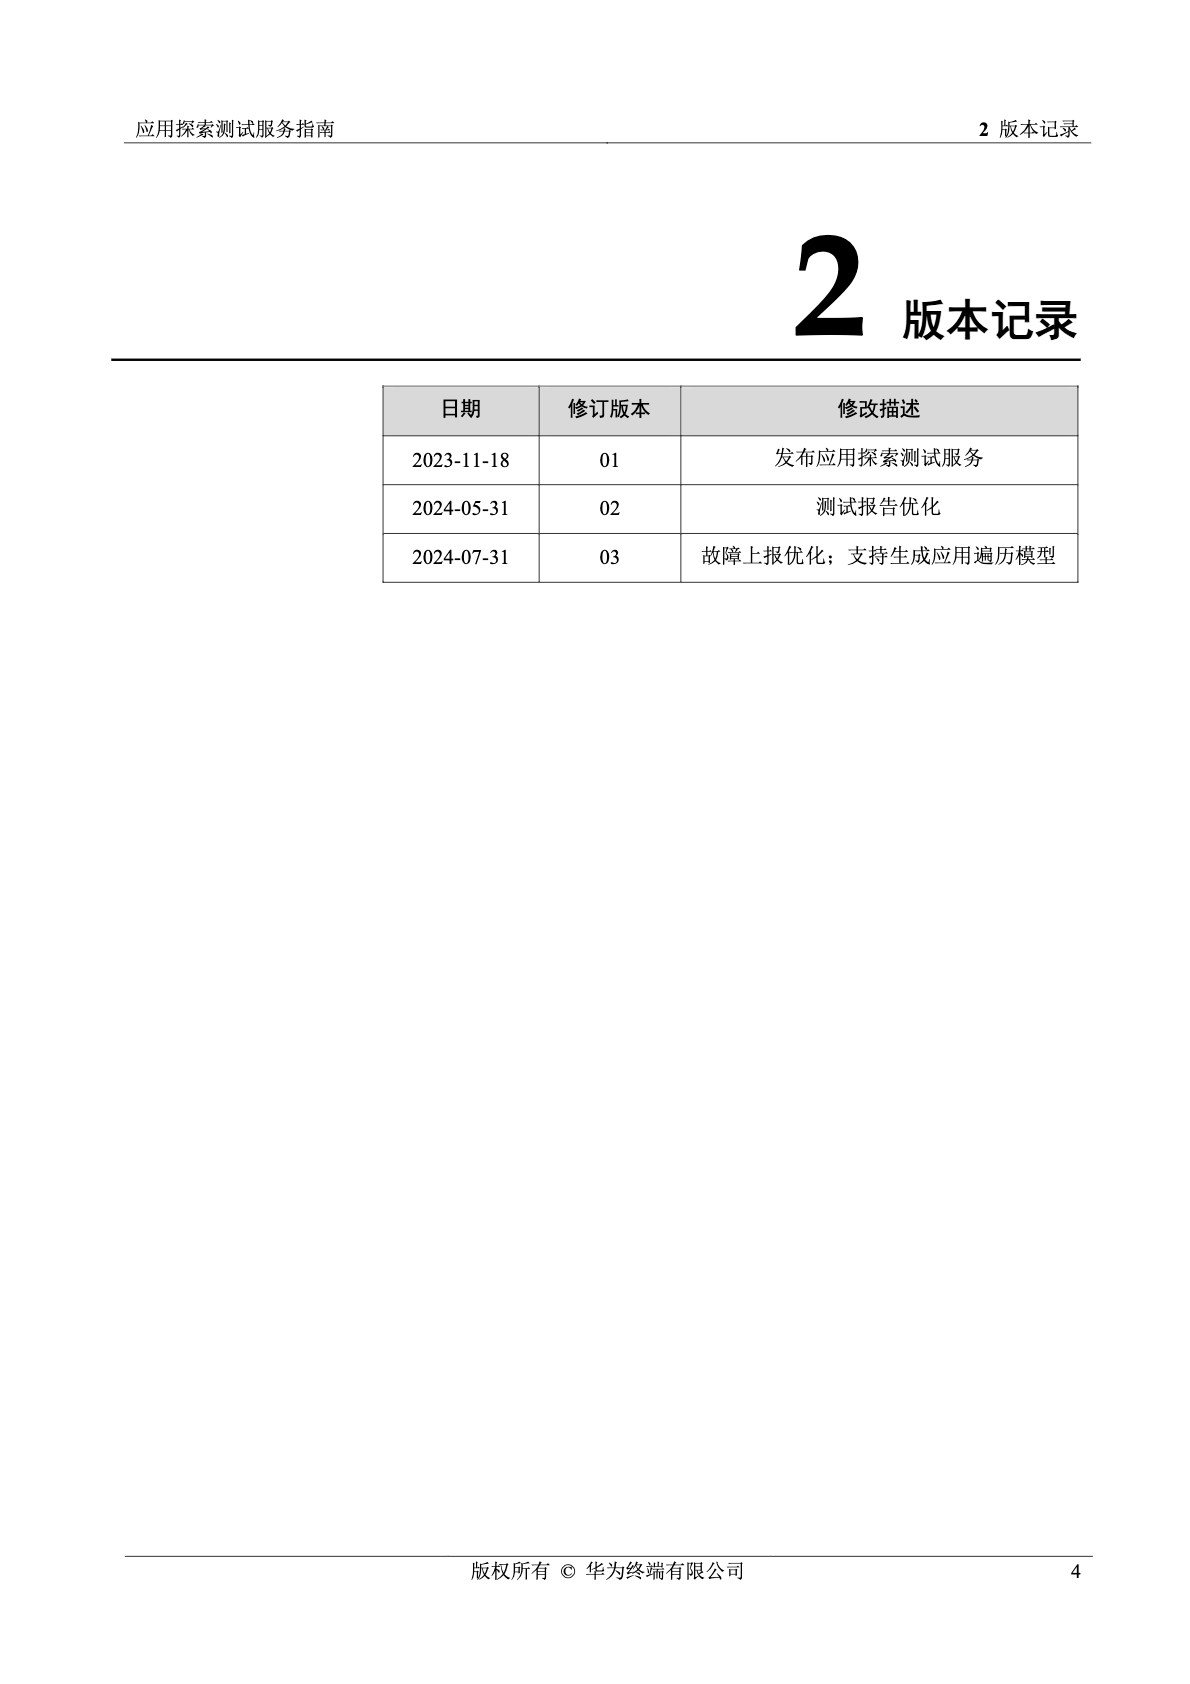 应用探索测试服务指南 2 版本记录
2 版本记录
日期 修订版本 修改描述
2023-11-18 01 发布应用探索测试服务
2024-05-31 02 测试报告优化
2024-07-31 03 故障上报优化；支持生成应用遍历模型
版权所有 © 华为终端有限公司 4